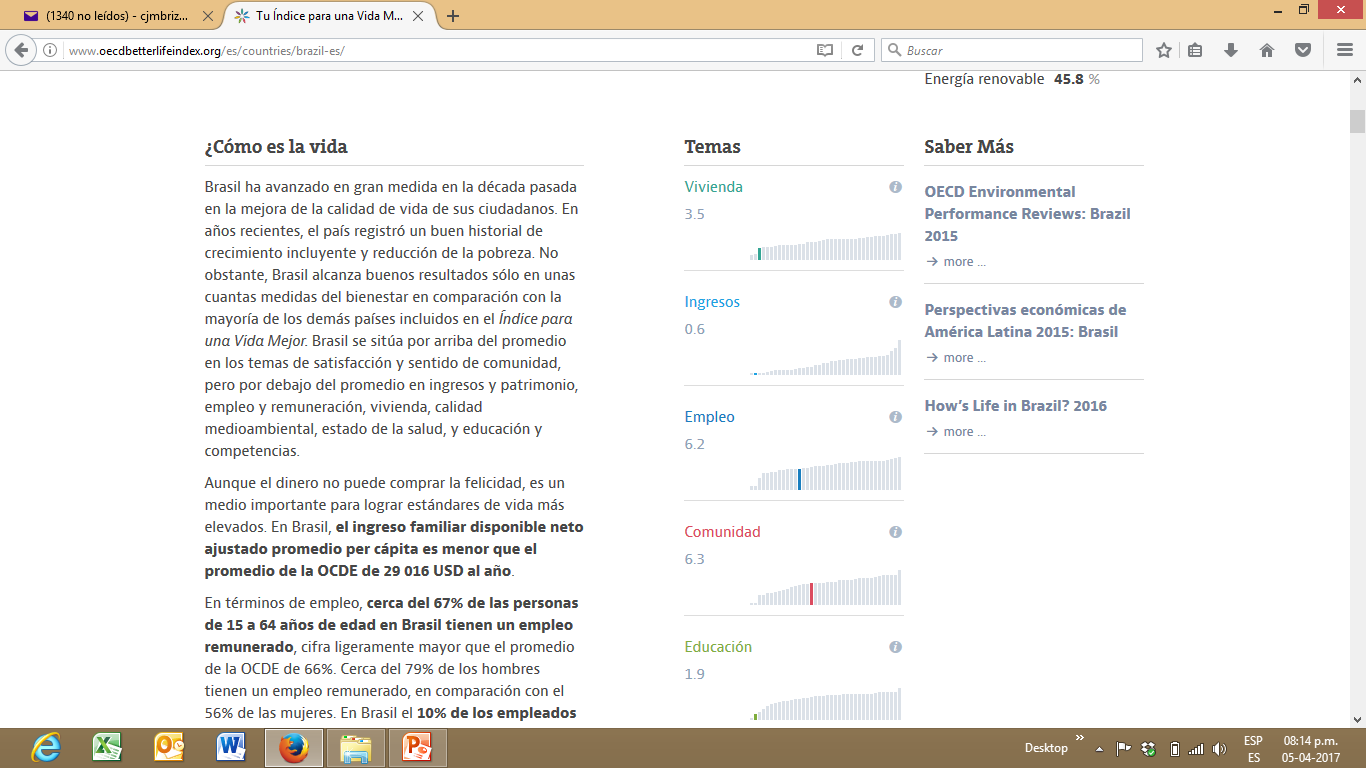 (1340 no leídos) - cjmbriz...
Tu Índice para una Vida M...
www.oecdbetterlifeindex.org/es/countries/brazil-es/
Buscar
Energía renovable 45.8 %
¿Cómo es la vida
Brasil ha avanzado en gran medida en la década pasada
en la mejora de la calidad de vida de sus ciudadanos. En
años recientes, el país registró un buen historial de
crecimiento incluyente y reducción de la pobreza. No
obstante, Brasil alcanza buenos resultados sólo en unas
cuantas medidas del bienestar en comparación con la
mayoría de los demás países incluidos en el Índice para
una Vida Mejor. Brasil se sitúa por arriba del promedio
en los temas de satisfacción y sentido de comunidad,
pero por debajo del promedio en ingresos y patrimonio,
empleo y remuneración, vivienda, calidad
medioambiental, estado de la salud, y educación y
competencias.
Aunque el dinero no puede comprar la felicidad, es un
medio importante para lograr estándares de vida más
elevados. En Brasil, el ingreso familiar disponible neto
ajustado promedio per cápita es menor que el
promedio de la OCDE de 29 016 USD al año.
En términos de empleo, cerca del 67% de las personas
de 15 a 64 años de edad en Brasil tienen un empleo
remunerado, cifra ligeramente mayor que el promedio
de la OCDE de 66%. Cerca del 79% de los hombres
tienen un empleo remunerado, en comparación con el
56% de las mujeres. En Brasil el 10% de los empleados
Temas
Vivienda
3.5
Ingresos
0.6
Empleo
6.2
Comunidad
6.3
Educación
1.9
Saber Más
OECD Environmental
Performance Reviews: Brazil
2015
→ more ...
Perspectivas económicas de
América Latina 2015: Brasil
→ more ...
How's Life in Brazil? 2016
→ more ...
Desktop
ESP
ES
08:14 p.m.
05-04-2017